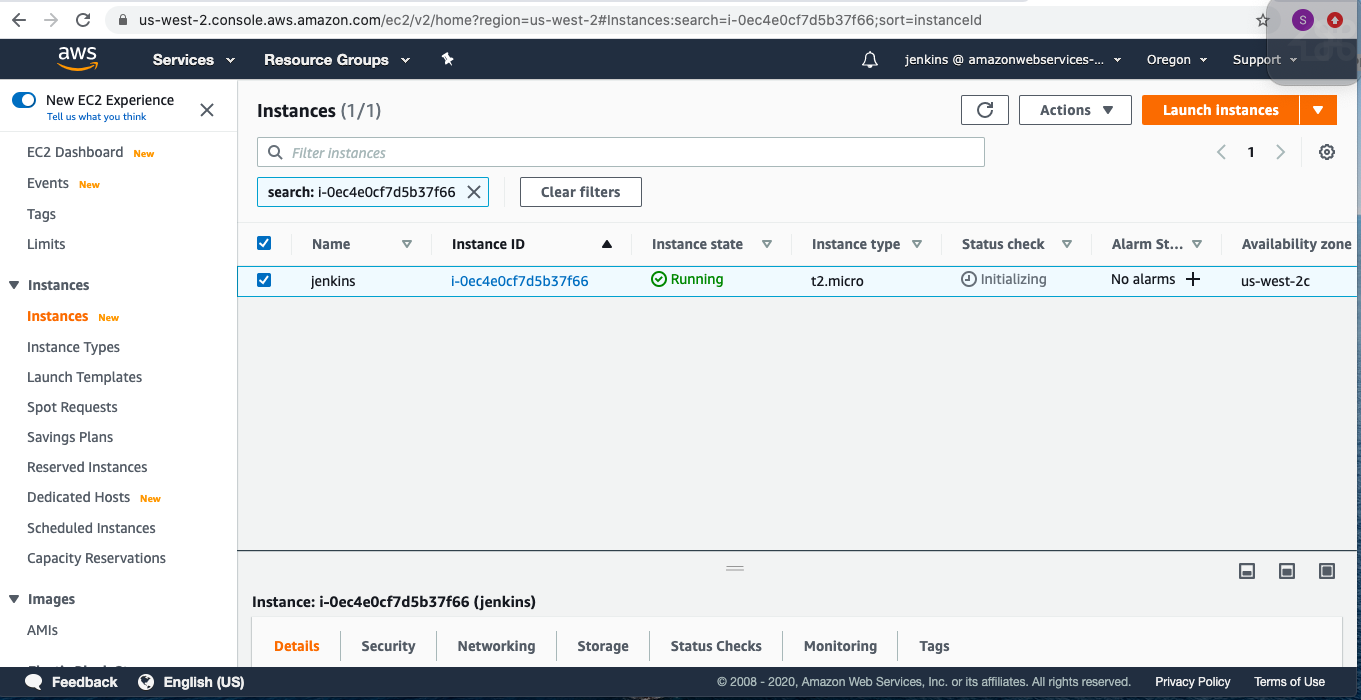 us-west-2.console.aws.amazon.com/ec2/v2/home?region=us-west-2#Instances:search=i-0ec4e0cf7d5b37f66;sort=instanceId
S
aws
Services
Resource Groups
jenkins @ amazonwebservices-...
Oregon
Support
New EC2 Experience
Tell us what you think
EC2 Dashboard New
Events New
Tags
Limits
Instances
Instances New
Instance Types
Launch Templates
Spot Requests
Savings Plans
Reserved Instances
Dedicated Hosts New
Scheduled Instances
Capacity Reservations
Images
AMIs
Instances (1/1)
Actions
Launch instances
Filter instances
1
search: i-0ec4e0cf7d5b37f66
Clear filters
Name Instance ID Instance state Instance type Status check Alarm St... Availability zone
jenkins i-0ec4e0cf7d5b37f66 Running t2.micro Initializing No alarms + us-west-2c
Instance: i-0ec4e0cf7d5b37f66 (jenkins)
Details Security Networking Storage Status Checks Monitoring Tags
Feedback English (US) © 2008 - 2020, Amazon Web Services, Inc. or its affiliates. All rights reserved. Privacy Policy Terms of Use